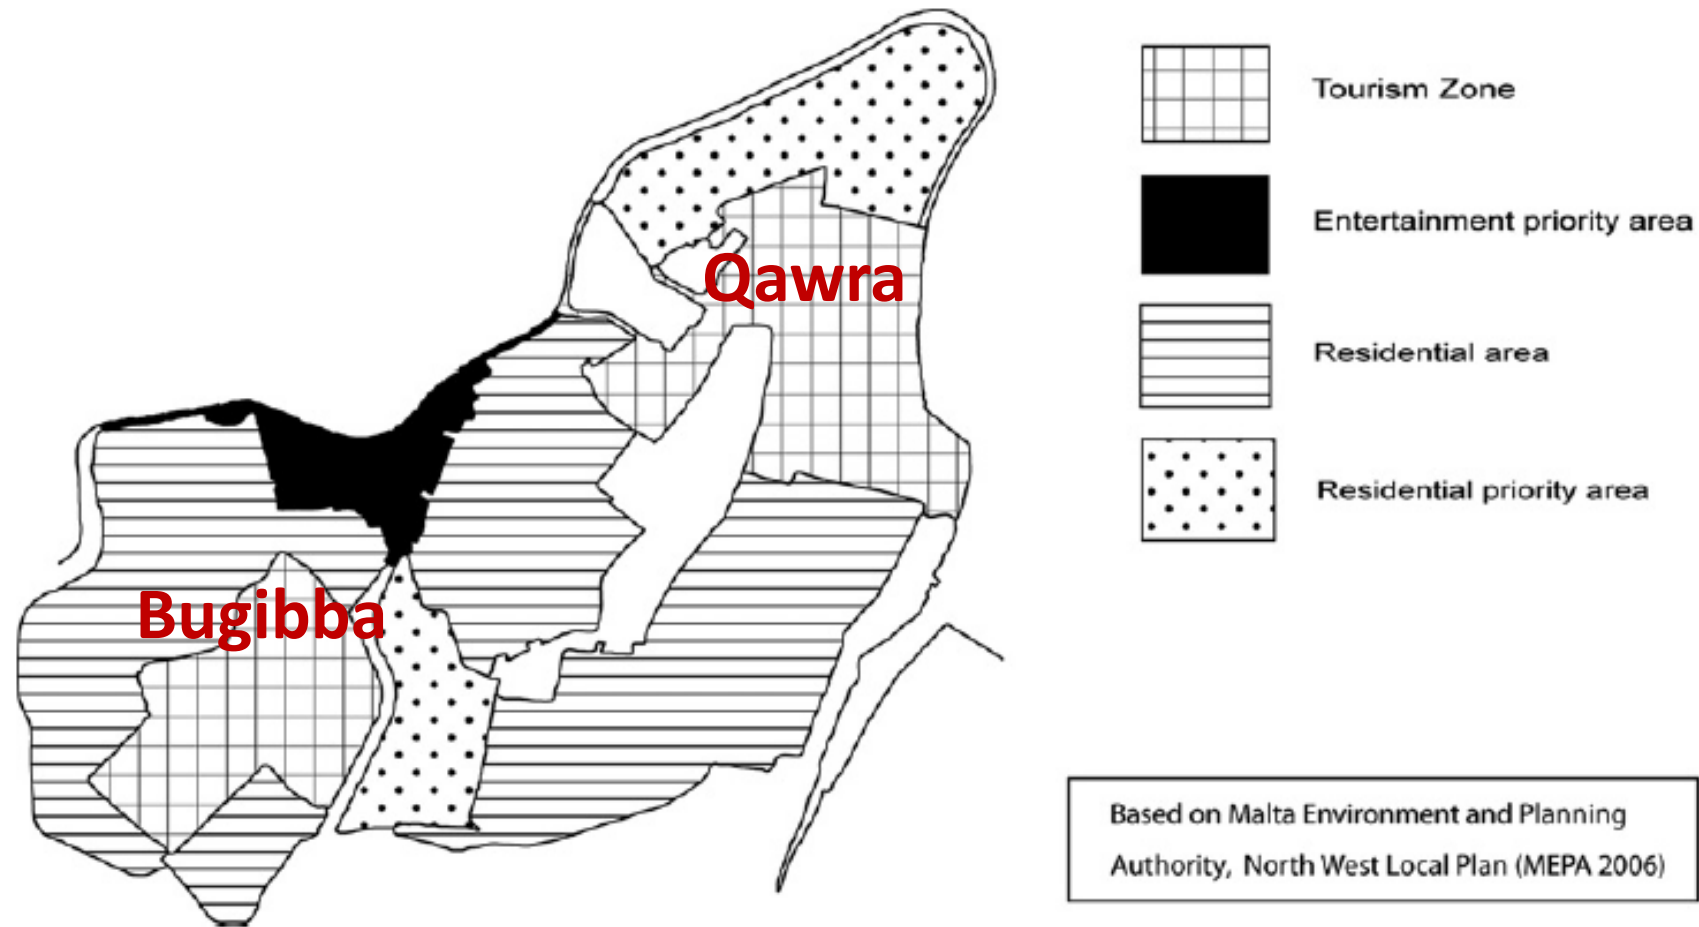 Tourism Zone
Entertainment priority area
Qawra
Residential area
Residential priority area
Bugibba
Based on Malta Environment and Planning
Authority, North West Local Plan (MEPA 2006)